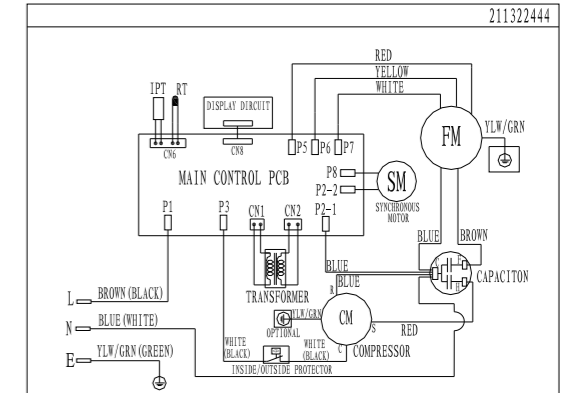 211322444
RED
YELLOW
WHITE
IPT RT
DISPLAY DIRCUIT
CN6
CN8
P5 P6 P7
FM
YLW/GRN
MAIN CONTROL PCB
P8
P2-2
SM
SYNCHRONOUS
MOTOR
P1
P3
CN1
CN2
P2-1
BLUE
BROWN
BLUE
BLUE
CAPACITON
TRANSFORMER
R
L
BROWN (BLACK)
YLW/GRN
OPTIONAL
CM
S
RED
N
BLUE (WHITE)
WHITE
(BLACK)
WHITE
(BLACK)
C
COMPRESSOR
E
YLW/GRN (GREEN)
INSIDE/OUTSIDE PROTECTOR